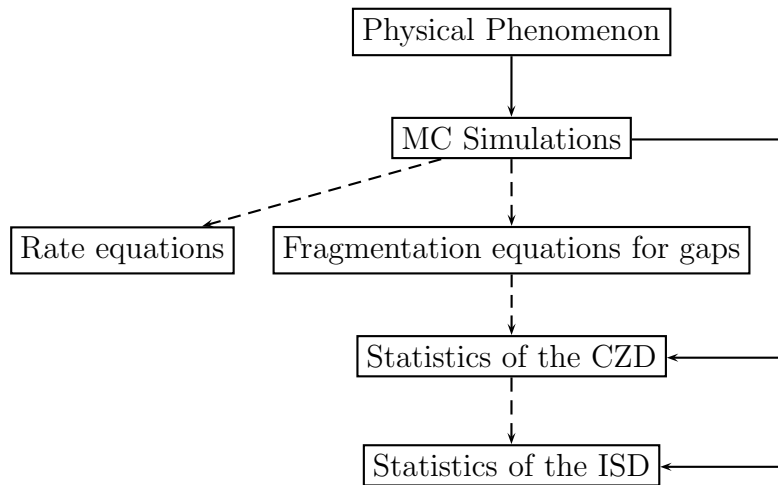 Physical Phenomenon
MC Simulations
Rate equations
Fragmentation equations for gaps
Statistics of the CZD
Statistics of the ISD